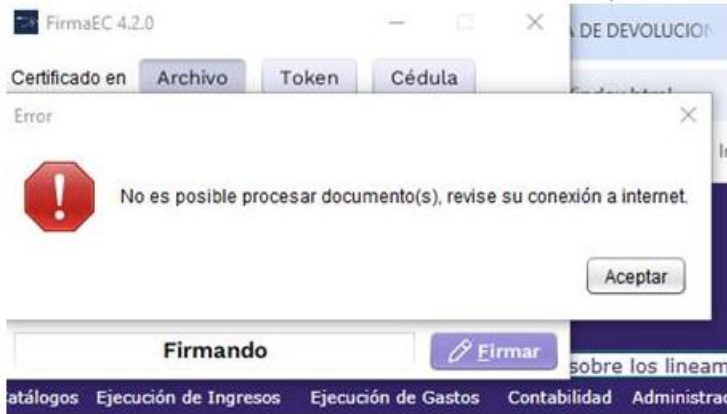 FirmaEC 4.2.0
DE DEVOLUCION
Certificado en Archivo Token Cédula
Error
No es posible procesar documento(s), revise su conexión a internet.
Aceptar
Firmando Firmar
sobre los lineam
atálogos Ejecución de Ingresos Ejecución de Gastos Contabilidad Administra